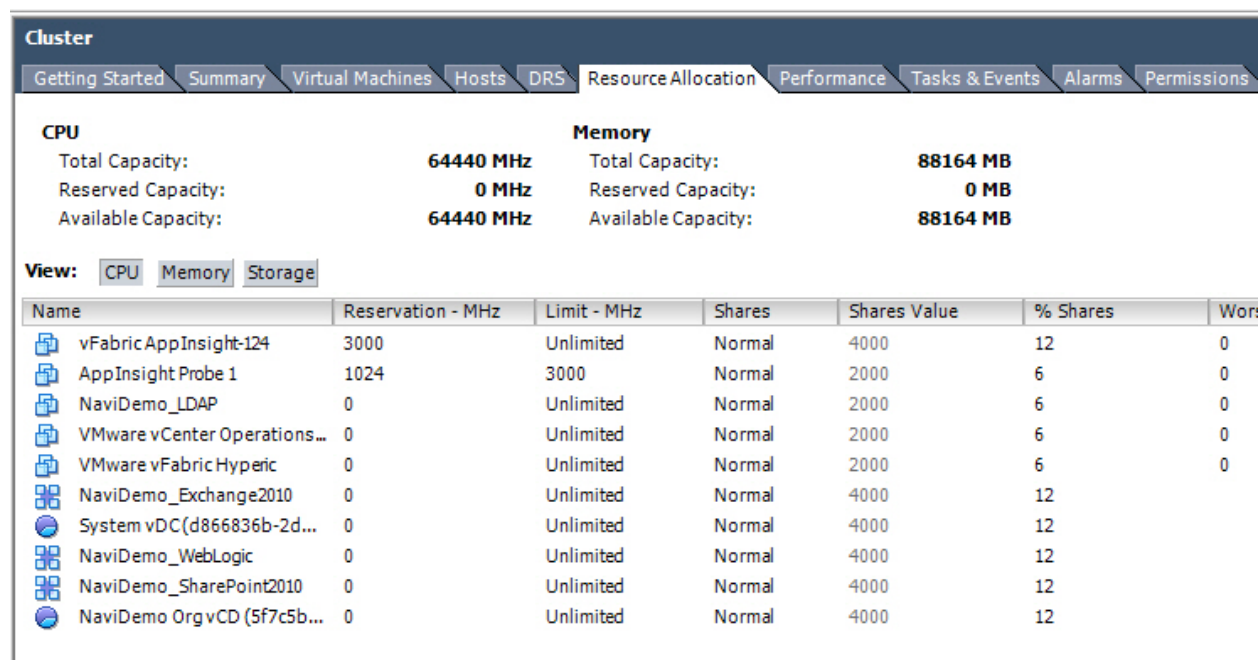 Cluster
Getting Started Summary Virtual Machines Hosts DRS Resource Allocation Performance Tasks & Events Alarms Permissions
CPU Memory
Total Capacity: 64440 MHz Total Capacity: 88164 MB
Reserved Capacity: 0 MHz Reserved Capacity: 0 MB
Available Capacity: 64440 MHz Available Capacity: 88164 MB
View: CPU Memory Storage
Name Reservation - MHz Limit - MHz Shares Shares Value % Shares Wors
vFabric AppInsight-124 3000 Unlimited Normal 4000 12 0
AppInsight Probe 1 1024 3000 Normal 2000 6 0
NaviDemo_LDAP 0 Unlimited Normal 2000 6 0
VMware vCenter Operations... 0 Unlimited Normal 2000 6 0
VMware vFabric Hyperic 0 Unlimited Normal 2000 6 0
NaviDemo_Exchange2010 0 Unlimited Normal 4000 12
System vDC (d866836b-2d... 0 Unlimited Normal 4000 12
NaviDemo_WebLogic 0 Unlimited Normal 4000 12
NaviDemo_SharePoint2010 0 Unlimited Normal 4000 12
NaviDemo Org vCD (5f7c5b... 0 Unlimited Normal 4000 12